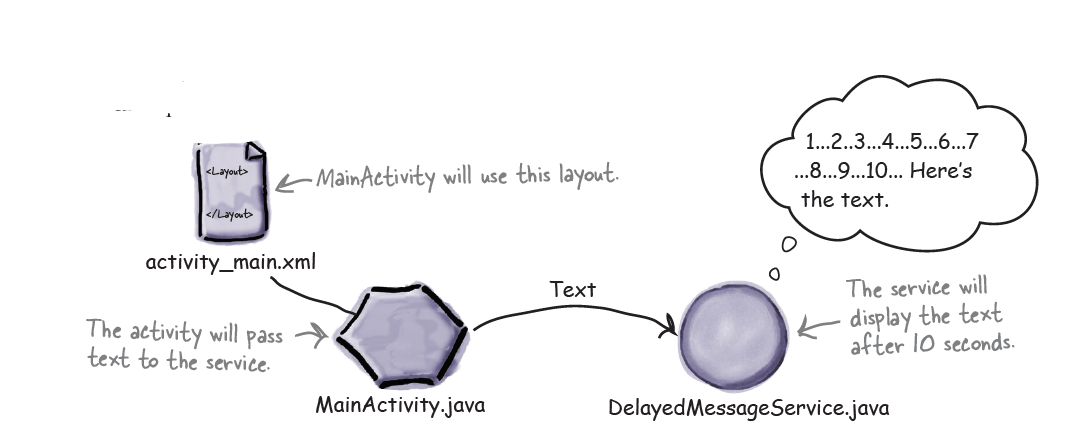 1...2..3...4...5...6...7
...8...9...10... Here's
the text.
<Layout>
</Layout>
MainActivity will use this layout.
activity_main.xml
Text
The service will
display the text
after 10 seconds.
The activity will pass
text to the service.
MainActivity.java
DelayedMessageService.java